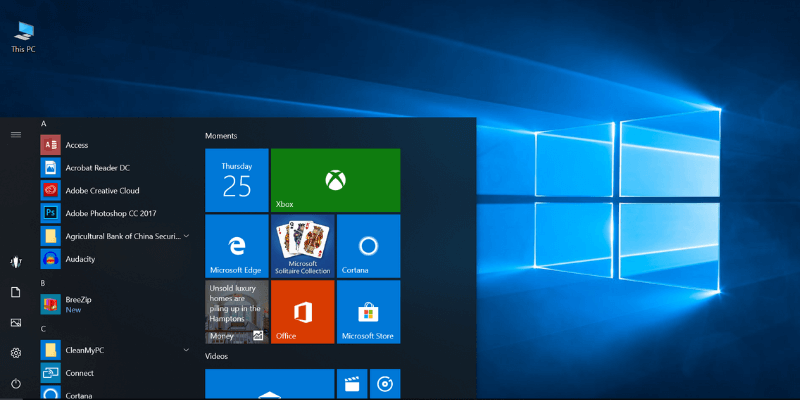 This PC
A
Access
Acrobat Reader DC
Adobe Creative Cloud
Adobe Photoshop CC 2017
Agricultural Bank of China Securi...
Audacity
B
BreeZip
New
C
CleanMyPC
Connect
Cortana
Moments
Thursday
25
Xbox
Microsoft Edge
Microsoft
Solitaire Collection
Cortana
Unsold luxury
homes are
piling up in the
Hamptons
Money
Office
Microsoft Store
Videos